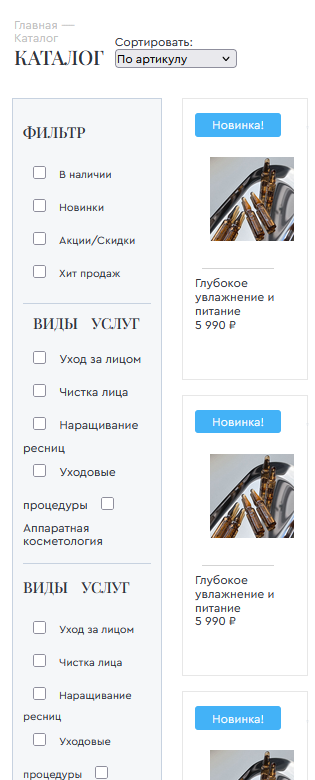 Главная —
Каталог
КАТАЛОГ
Сортировать:
По артикулу
ФИЛЬТР
В наличии
Новинки
Акции/Скидки
Хит продаж
ВИДЫ УСЛУГ
Уход за лицом
Чистка лица
Наращивание
ресниц
Уходовые
процедуры
Аппаратная
косметология
ВИДЫ УСЛУГ
Уход за лицом
Чистка лица
Наращивание
ресниц
Уходовые
процедуры
Новинка!
Глубокое
увлажнение и
питание
5 990 ₽
Новинка!
Глубокое
увлажнение и
питание
5 990 ₽
Новинка!